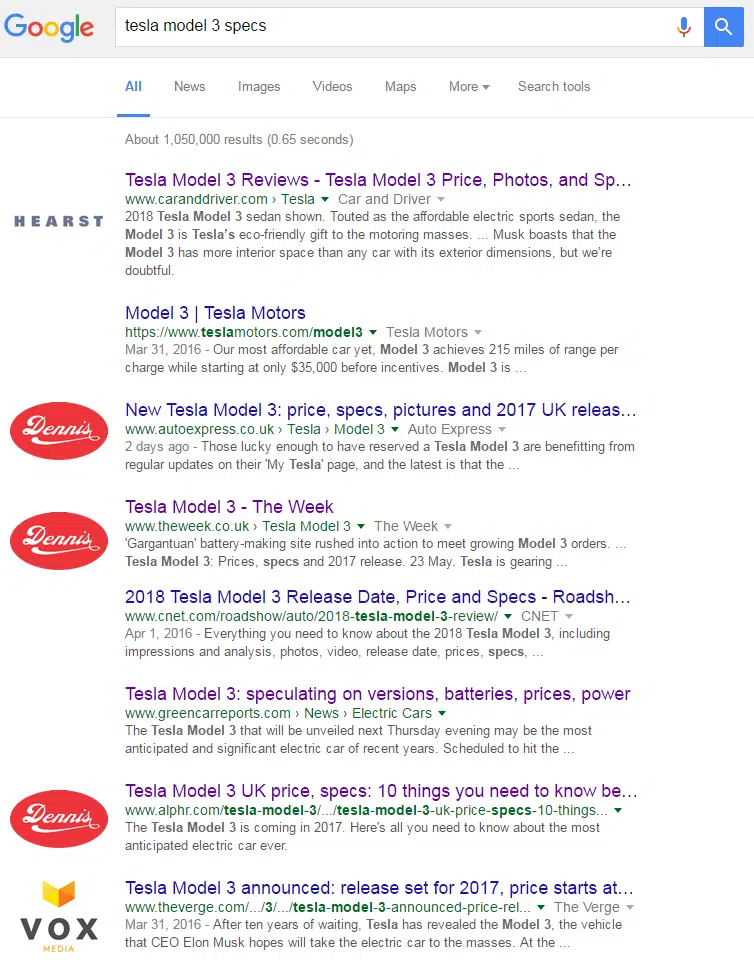 Google
tesla model 3 specs
All News Images Videos Maps More Search tools
About 1,050,000 results (0.65 seconds)
HEARST
Tesla Model 3 Reviews - Tesla Model 3 Price, Photos, and Sp...
www.caranddriver.com › Tesla Car and Driver
2018 Tesla Model 3 sedan shown. Touted as the affordable electric sports sedan, the
Model 3 is Tesla’s eco-friendly gift to the motoring masses. ... Musk boasts that the
Model 3 has more interior space than any car with its exterior dimensions, but we’re
doubtful.
Model 3 | Tesla Motors
https://www.teslamotors.com/model3 Tesla Motors
Mar 31, 2016 - Our most affordable car yet, Model 3 achieves 215 miles of range per
charge while starting at only $35,000 before incentives. Model 3 is ...
Dennis
New Tesla Model 3: price, specs, pictures and 2017 UK releas...
www.autoexpress.co.uk › Tesla › Model 3 Auto Express
2 days ago - Those lucky enough to have reserved a Tesla Model 3 are benefitting from
regular updates on their 'My Tesla' page, and the latest is that the ...
Dennis
Tesla Model 3 - The Week
www.theweek.co.uk › Tesla Model 3 The Week
'Gargantuan' battery-making site rushed into action to meet growing Model 3 orders. ...
Tesla Model 3: Prices, specs and 2017 release. 23 May. Tesla is gearing ...
2018 Tesla Model 3 Release Date, Price and Specs - Roadsh...
www.cnet.com/roadshow/auto/2018-tesla-model-3-review/ CNET
Apr 1, 2016 - Everything you need to know about the 2018 Tesla Model 3, including
impressions and analysis, photos, video, release date, prices, specs, ...
Tesla Model 3: speculating on versions, batteries, prices, power
www.greencarreports.com › News › Electric Cars
The Tesla Model 3 that will be unveiled next Thursday evening may be the most
anticipated and significant electric car of recent years. Scheduled to hit the ...
Dennis
Tesla Model 3 UK price, specs: 10 things you need to know be...
www.alphr.com/tesla-model-3/.../tesla-model-3-uk-price-specs-10-things...
The Tesla Model 3 is coming in 2017. Here's all you need to know about the most
anticipated electric car ever.
VOX
MEDIA
Tesla Model 3 announced: release set for 2017, price starts at...
www.theverge.com/.../3/.../tesla-model-3-announced-price-rel... The Verge
Mar 31, 2016 - After ten years of waiting, Tesla has revealed the Model 3, the vehicle
that CEO Elon Musk hopes will take the electric car to the masses. At the ...